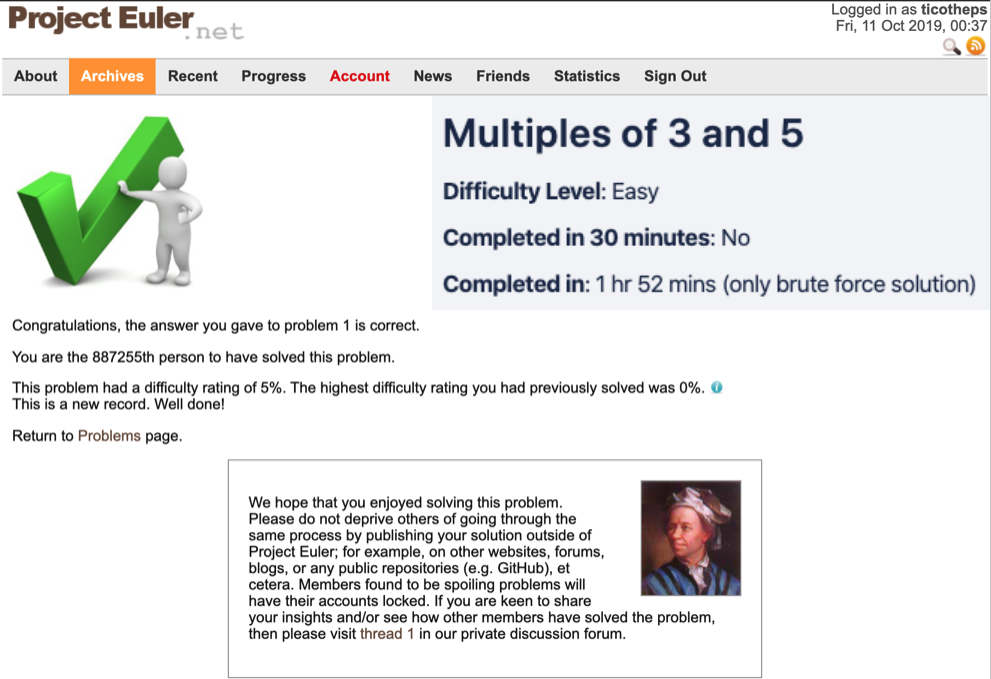 Project Euler.net
Logged in as ticotheps
Fri, 11 Oct 2019, 00:37
About Archives Recent Progress Account News Friends Statistics Sign Out
Multiples of 3 and 5
Difficulty Level: Easy
Completed in 30 minutes: No
Completed in: 1 hr 52 mins (only brute force solution)
Congratulations, the answer you gave to problem 1 is correct.
You are the 887255th person to have solved this problem.
This problem had a difficulty rating of 5%. The highest difficulty rating you had previously solved was 0%.
This is a new record. Well done!
Return to Problems page.
We hope that you enjoyed solving this problem.
Please do not deprive others of going through the
same process by publishing your solution outside of
Project Euler; for example, on other websites, forums,
blogs, or any public repositories (e.g. GitHub), et
cetera. Members found to be spoiling problems will
have their accounts locked. If you are keen to share
your insights and/or see how other members have solved the problem,
then please visit thread 1 in our private discussion forum.